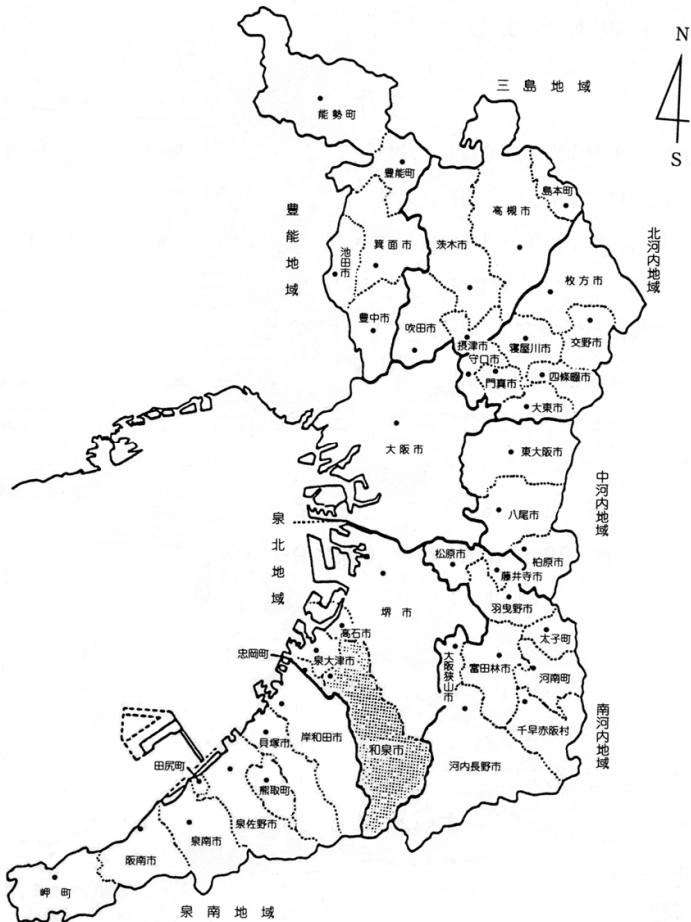 N
三島地域
S
能勢町
豊能町
島本町
高槻市
豊能地域
箕面市
茨木市
池田市
北河内地域
枚方市
豊中市
吹田市
摂津市
寝屋川市
交野市
守口市
門真市
四條畷市
大東市
大阪市
東大阪市
中河内地域
八尾市
泉北地域
松原市
柏原市
藤井寺市
堺市
羽曳野市
高石市
太子町
忠岡町
泉大津市
大阪狭山市
富田林市
河南町
千早赤阪村
南河内地域
岸和田市
和泉市
貝塚市
河内長野市
田尻町
熊取町
泉佐野市
泉南市
阪南市
岬町
泉南地域